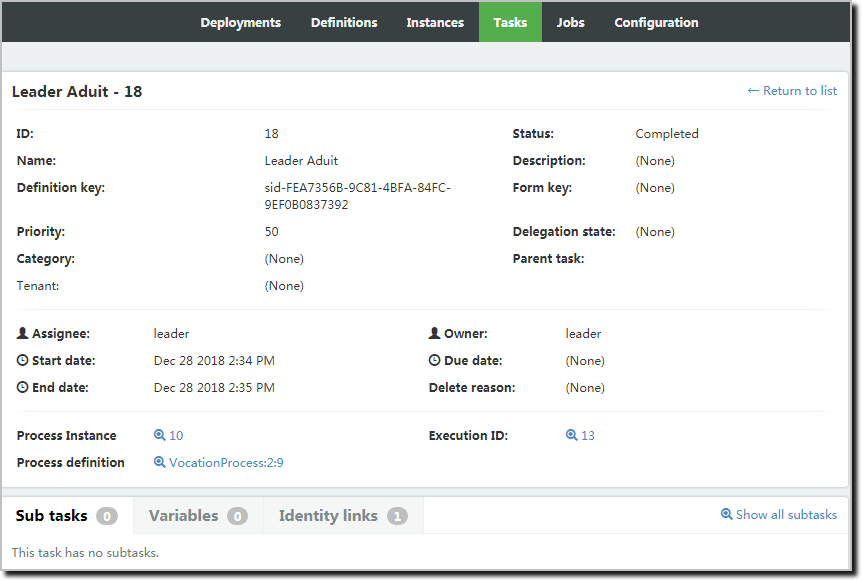 Deployments Definitions Instances Tasks Jobs Configuration
Leader Aduit - 18 ← Return to list
ID: 18 Status: Completed
Name: Leader Aduit Description: (None)
Definition key: sid-FEA7356B-9C81-4BFA-84FC- Form key: (None)
9EF0B0837392
Priority: 50 Delegation state: (None)
Category: (None) Parent task:
Tenant: (None)
Assignee: leader Owner: leader
Start date: Dec 28 2018 2:34 PM Due date: (None)
End date: Dec 28 2018 2:35 PM Delete reason: (None)
Process Instance 10 Execution ID: 13
Process definition VocationProcess:2:9
Sub tasks 0 Variables 0 Identity links 1 Show all subtasks
This task has no subtasks.